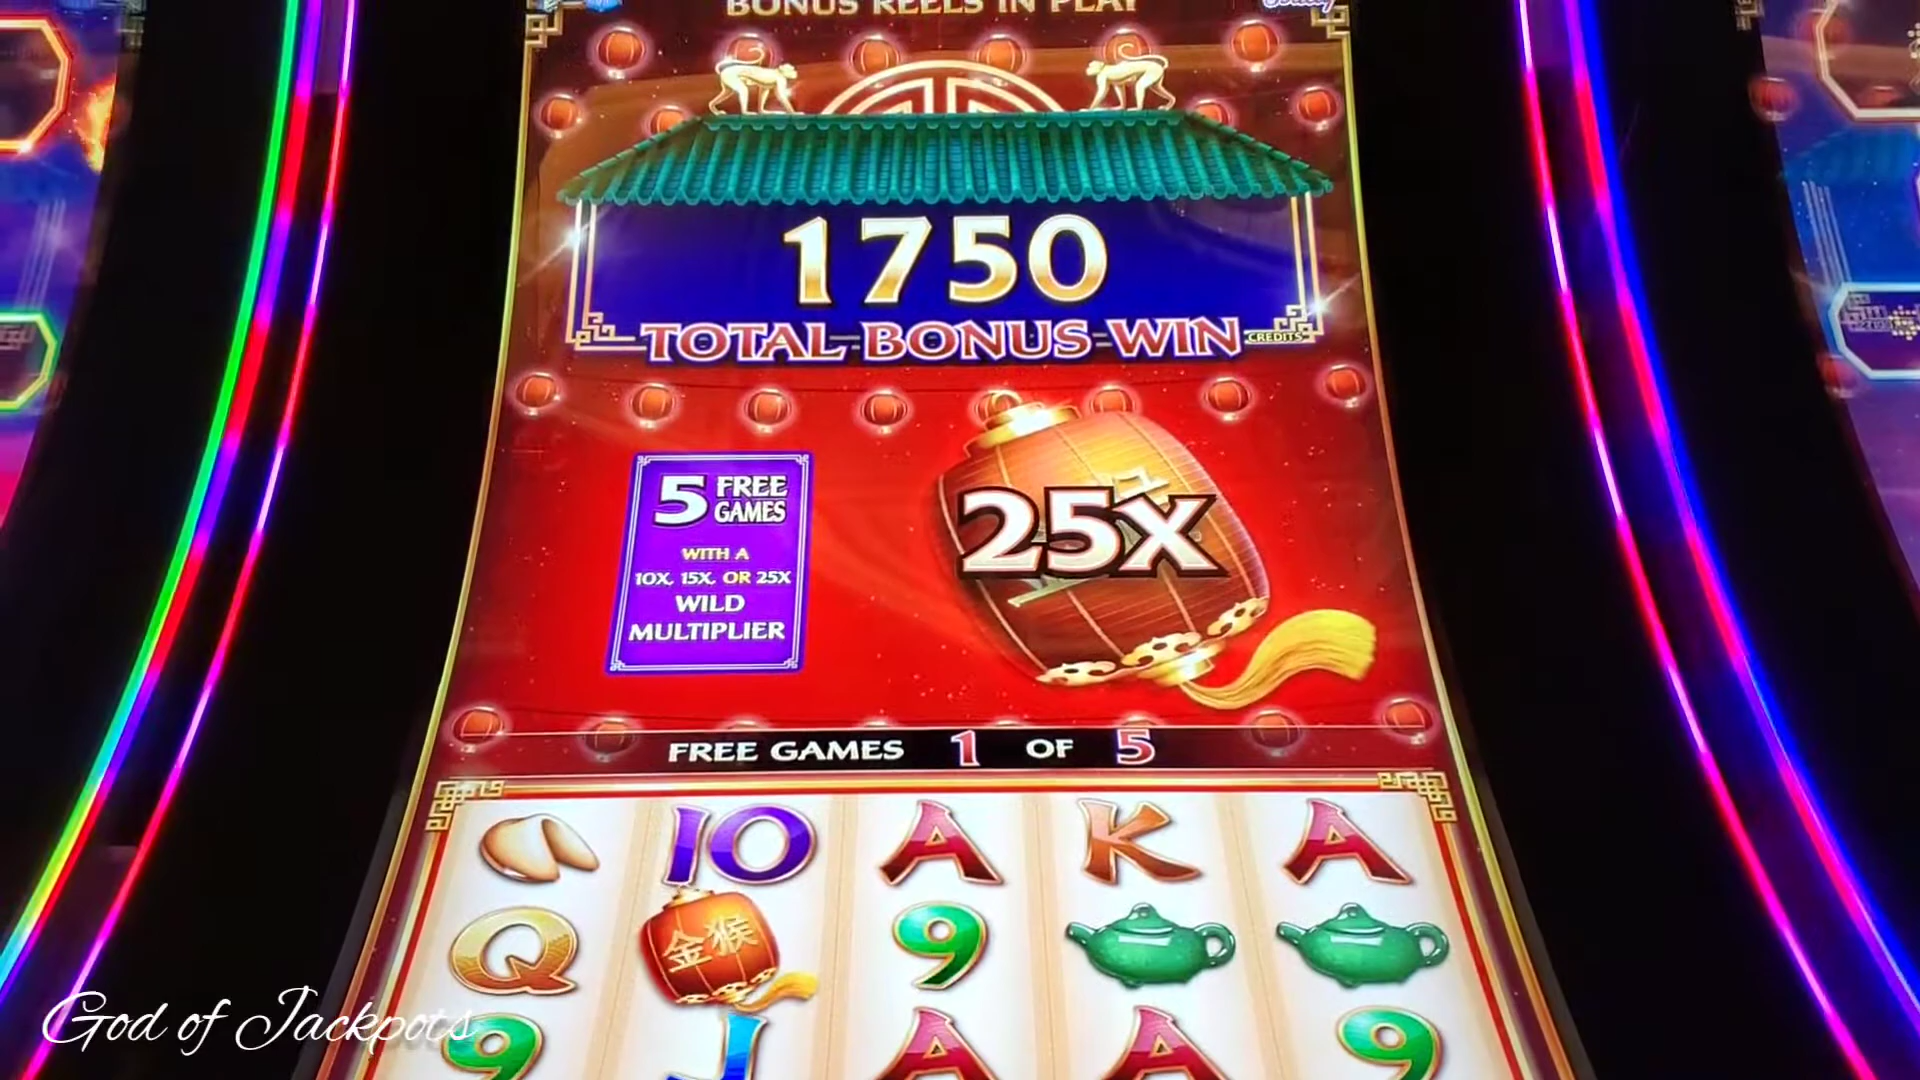 BONUS REELS IN PLAY
Bally
1750
TOTAL BONUS WIN CREDITS
5 FREE GAMES
WITH A
10X, 15X, OR 25X
WILD
MULTIPLIER
25X
FREE GAMES 1 OF 5
10 A K A
Q 金猴 9
9 J A A 9
God of Jackpots